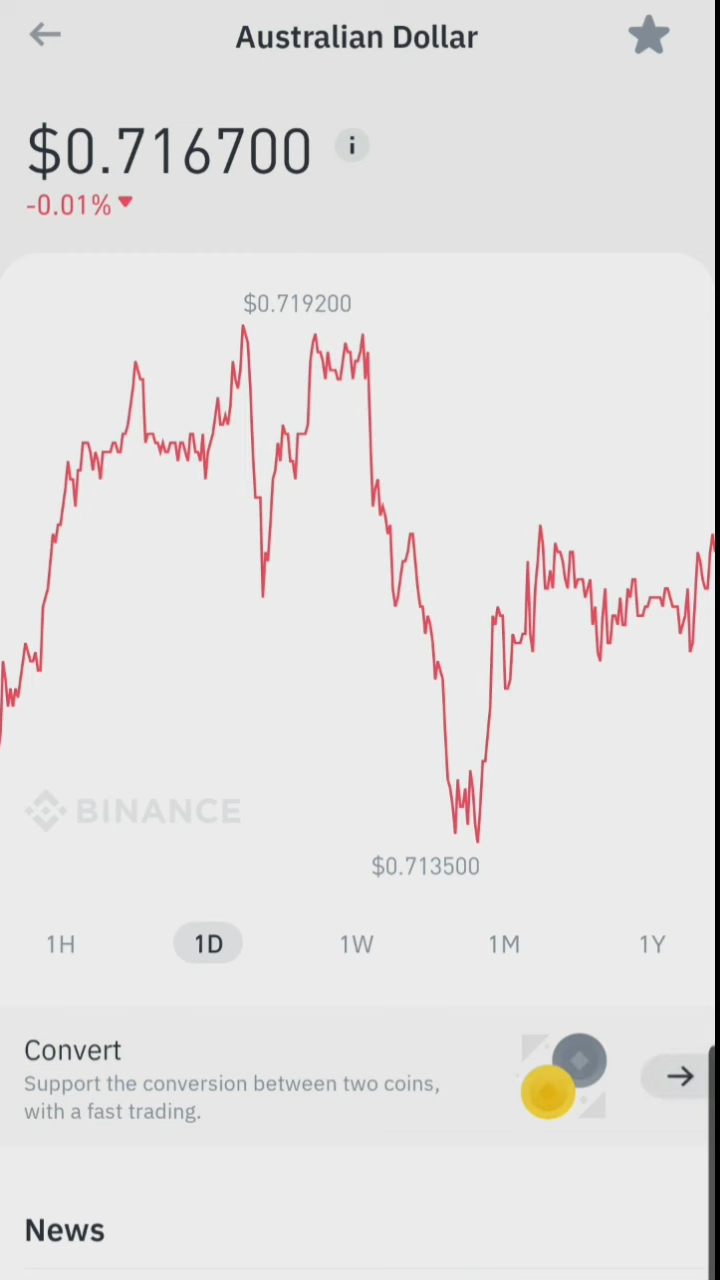 Australian Dollar
$0.716700 i
-0.01%
$0.719200
BINANCE
$0.713500
1H 1D 1W 1M 1Y
Convert
Support the conversion between two coins,
with a fast trading.
News